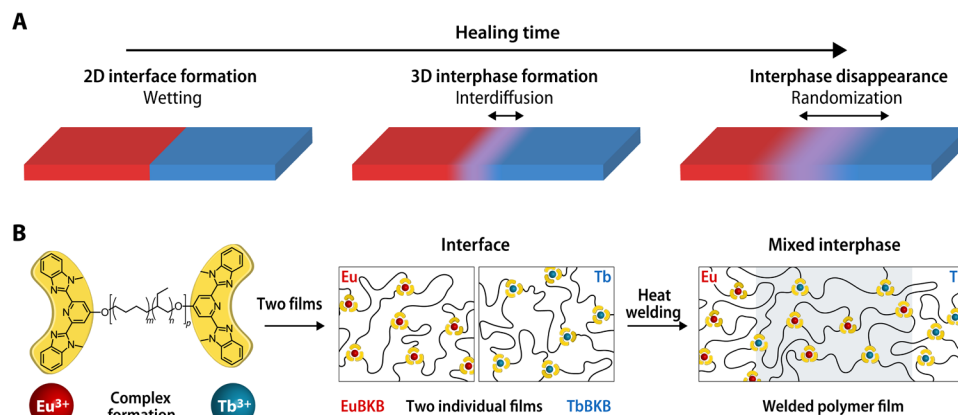 A
Healing time
2D interface formation
Wetting
3D interphase formation
Interdiffusion
Interphase disappearance
Randomization
B
Interface
Mixed interphase
N
N
N
N
N
O
m
n
O
p
N
N
N
N
N
Two films
Eu
Tb
Heat
welding
Eu
T
Eu3+
Complex
formation
Tb3+
EuBKB
Two individual films
TbBKB
Welded polymer film